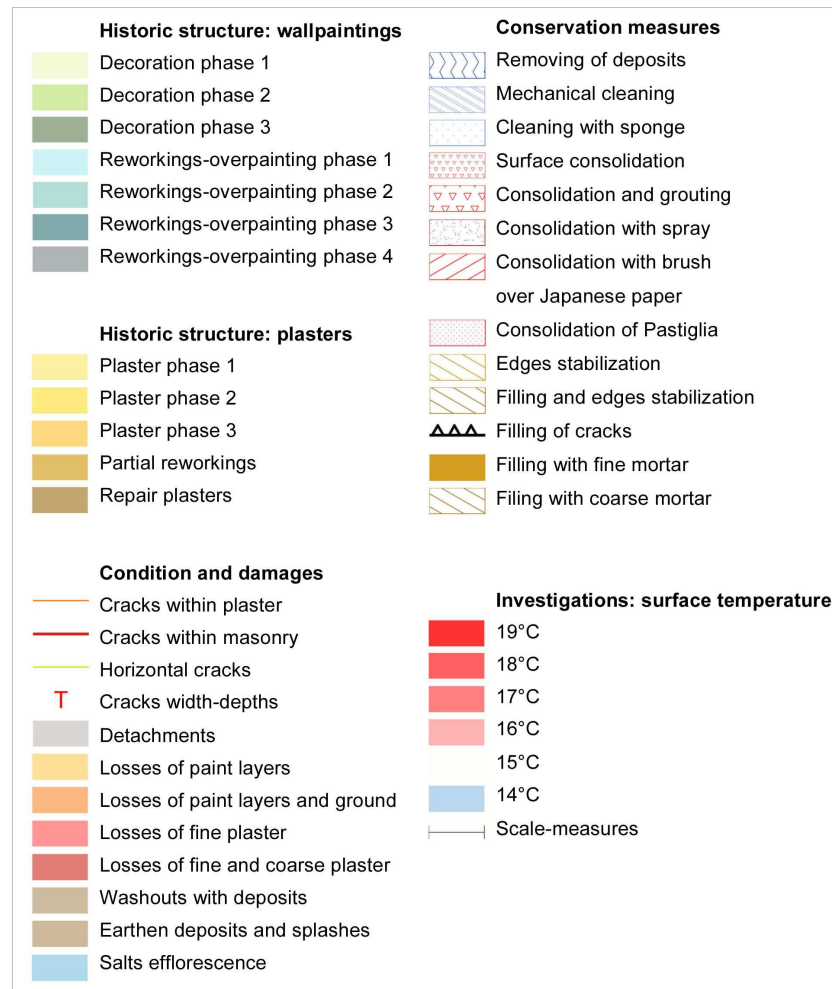 Historic structure: wallpaintings
Decoration phase 1
Decoration phase 2
Decoration phase 3
Reworkings-overpainting phase 1
Reworkings-overpainting phase 2
Reworkings-overpainting phase 3
Reworkings-overpainting phase 4
Historic structure: plasters
Plaster phase 1
Plaster phase 2
Plaster phase 3
Partial reworkings
Repair plasters
Condition and damages
Cracks within plaster
Cracks within masonry
Horizontal cracks
T Cracks width-depths
Detachments
Losses of paint layers
Losses of paint layers and ground
Losses of fine plaster
Losses of fine and coarse plaster
Washouts with deposits
Earthen deposits and splashes
Salts efflorescence
Conservation measures
Removing of deposits
Mechanical cleaning
Cleaning with sponge
Surface consolidation
Consolidation and grouting
Consolidation with spray
Consolidation with brush
over Japanese paper
Consolidation of Pastiglia
Edges stabilization
Filling and edges stabilization
Filling of cracks
Filling with fine mortar
Filing with coarse mortar
Investigations: surface temperature
19°C
18°C
17°C
16°C
15°C
14°C
Scale-measures